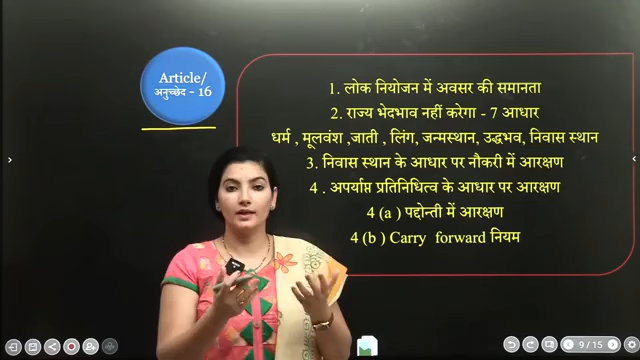 Article/
अनुच्छेद - 16
1. लोक नियोजन में अवसर की समानता
2. राज्य भेदभाव नहीं करेगा - 7 आधार
धर्म , मूलवंश ,जाती , लिंग, जन्मस्थान, उद्धभव, निवास स्थान
3. निवास स्थान के आधार पर नौकरी में आरक्षण
4 . अपर्याप्त प्रतिनिधित्व के आधार पर आरक्षण
4 (a ) पद्दोन्ती में आरक्षण
4 (b ) Carry forward नियम
9 / 15